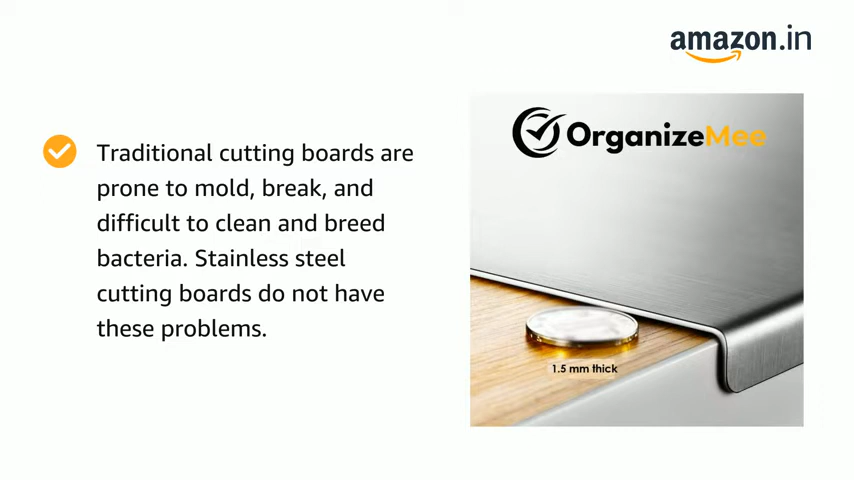 amazon.in
OrganizeMee
Traditional cutting boards are
prone to mold, break, and
difficult to clean and breed
bacteria. Stainless steel
cutting boards do not have
these problems.
1.5 mm thick